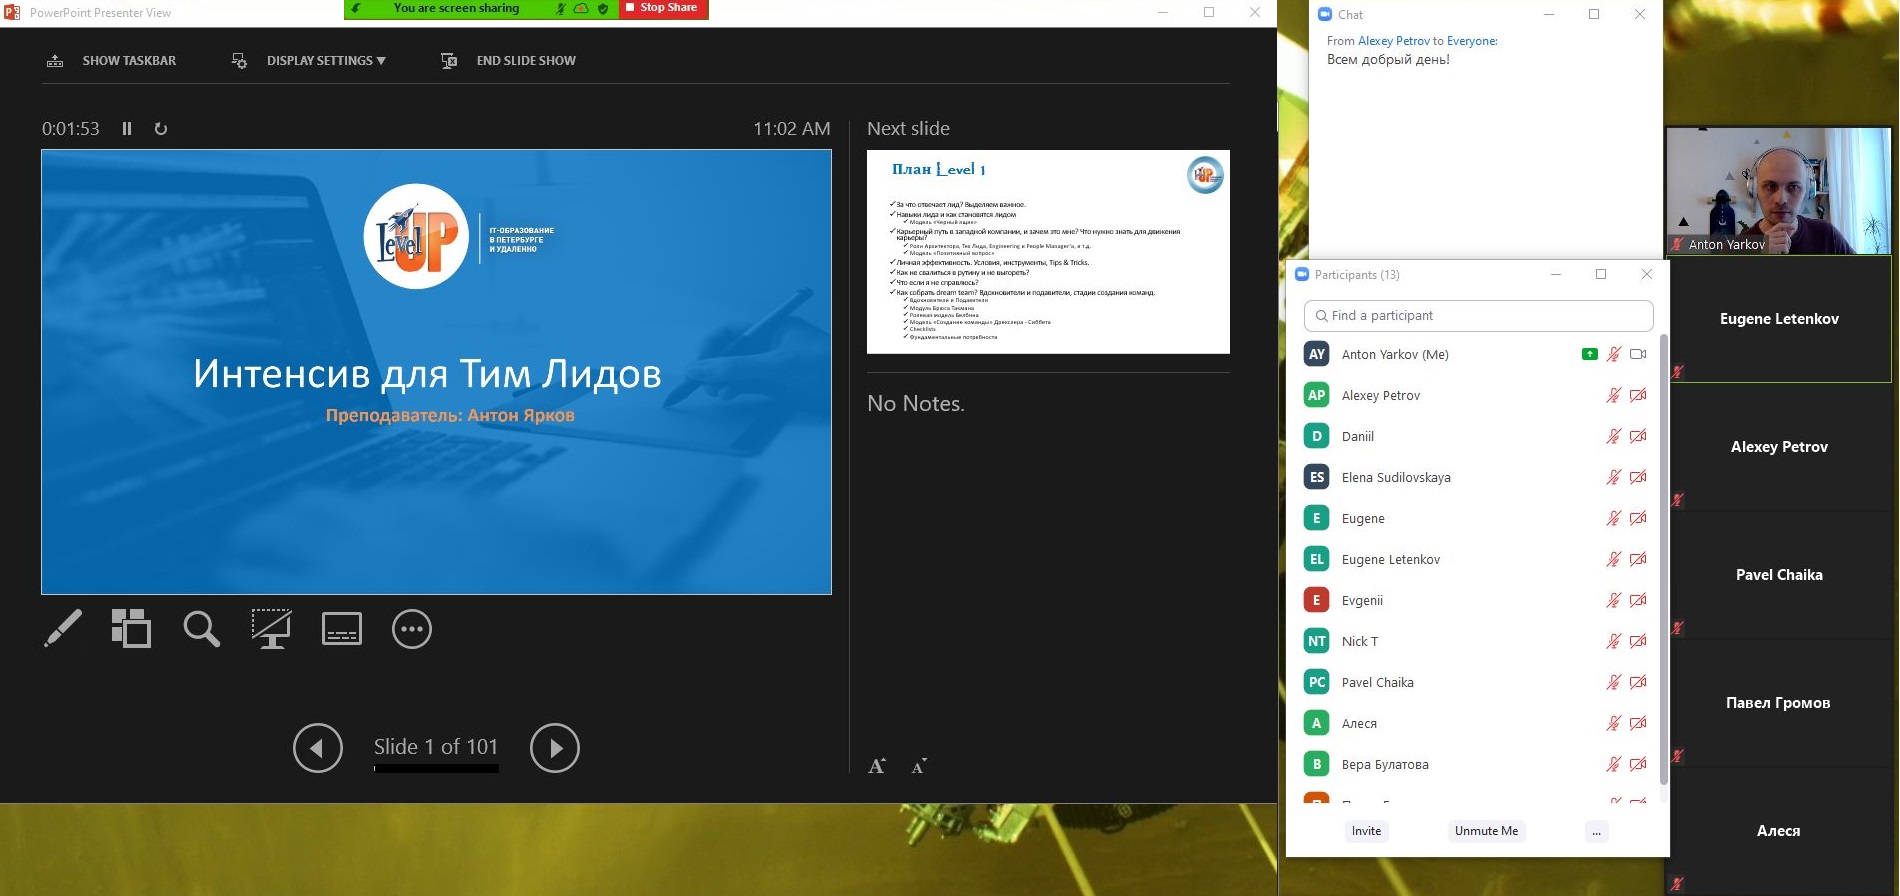 PowerPoint Presenter View
You are screen sharing
Stop Share
SHOW TASKBAR
DISPLAY SETTINGS
END SLIDE SHOW
0:01:53
11:02 AM
Level UP
IT-ОБРАЗОВАНИЕ
В ПЕТЕРБУРГЕ
И УДАЛЕННО
Интенсив для Тим Лидов
Преподаватель: Антон Ярков
Slide 1 of 101
Next slide
План Level 1
UP
За что отвечает лид? Выделяем важное.
Навыки лида и как становятся лидом
Модель «Черный ящик»
Карьерный путь в западной компании, и зачем это мне? Что нужно знать для движения
карьеры?
Роли Архитектора, Тех Лида, Engineering и People Manager'а, и т.д.
Модель «Позитивный вопрос»
Личная эффективность. Условия, инструменты, Tips & Tricks.
Как не свалиться в рутину и не выгореть?
Что если я не справлюсь?
Как собрать dream team? Вдохновители и подавители, стадии создания команд.
Вдохновители и Подавители
Модуль Брюса Такмана
Ролевая модель Белбина
Модель «Создание команды» Дрекслера - Сиббета
Checklists
Фундаментальные потребности
No Notes.
A A
Chat
From Alexey Petrov to Everyone:
Всем добрый день!
Participants (13)
Find a participant
AY Anton Yarkov (Me)
AP Alexey Petrov
D Daniil
ES Elena Sudilovskaya
E Eugene
EL Eugene Letenkov
E Evgenii
NT Nick T
PC Pavel Chaika
А Алеся
В Вера Булатова
Invite
Unmute Me
...
Anton Yarkov
Eugene Letenkov
Alexey Petrov
Pavel Chaika
Павел Громов
Алеся